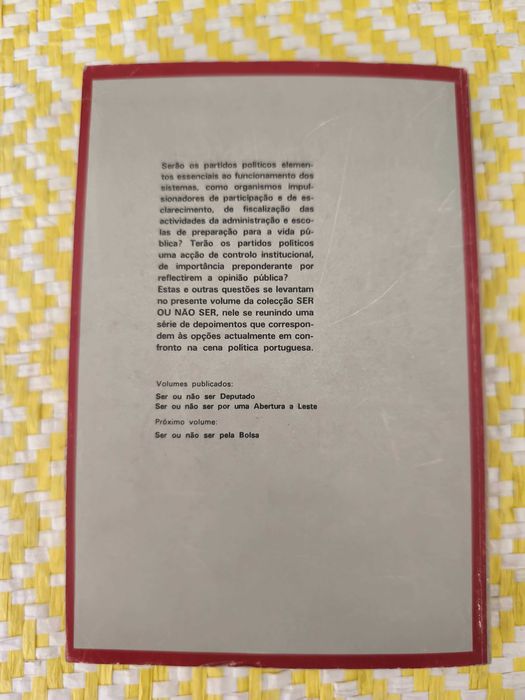 Serão os partidos políticos elemen-
tos essenciais ao funcionamento dos
sistemas, como organismos impul-
sionadores de participação e de es-
clarecimento, de fiscalização das
actividades da administração e esco-
las de preparação para a vida pú-
blica? Terão os partidos políticos
uma acção de controlo institucional,
de importância preponderante por
reflectirem a opinião pública?
Estas e outras questões se levantam
no presente volume da colecção SER
OU NÃO SER, nele se reunindo uma
série de depoimentos que correspon-
dem às opções actualmente em con-
fronto na cena política portuguesa.
Volumes publicados:
Ser ou não ser Deputado
Ser ou não ser por uma Abertura a Leste
Próximo volume:
Ser ou não ser pela Bolsa